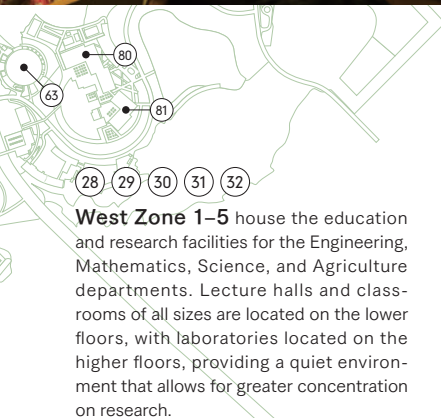 80
63
81
28 29 30 31 32
West Zone 1–5 house the education
and research facilities for the Engineering,
Mathematics, Science, and Agriculture
departments. Lecture halls and class-
rooms of all sizes are located on the lower
floors, with laboratories located on the
higher floors, providing a quiet environ-
ment that allows for greater concentration
on research.